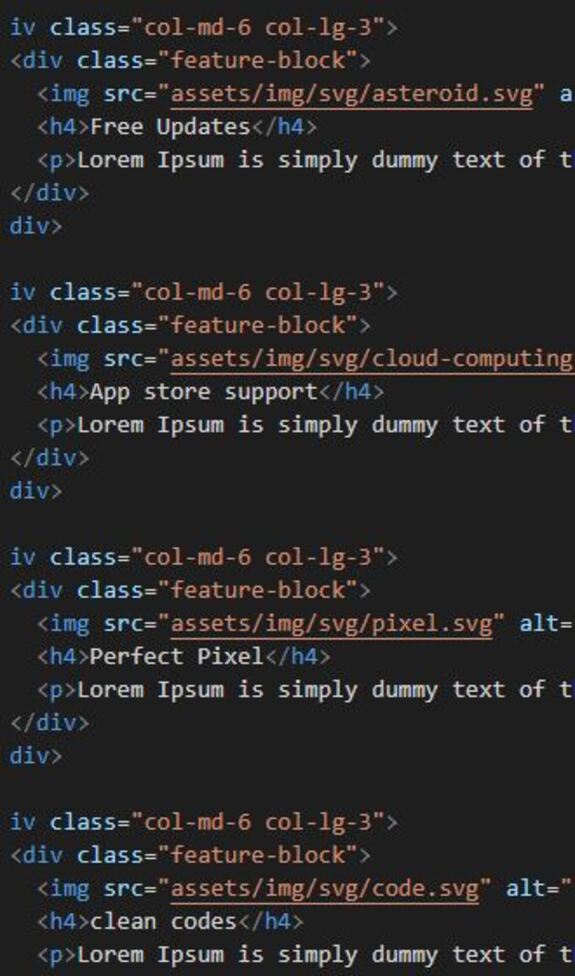 iv class="col-md-6 col-lg-3">
<div class="feature-block">
<img src="assets/img/svg/asteroid.svg" a
<h4>Free Updates</h4>
<p>Lorem Ipsum is simply dummy text of t
</div>
div>
iv class="col-md-6 col-lg-3">
<div class="feature-block">
<img src="assets/img/svg/cloud-computing
<h4>App store support</h4>
<p>Lorem Ipsum is simply dummy text of t
</div>
div>
iv class="col-md-6 col-lg-3">
<div class="feature-block">
<img src="assets/img/svg/pixel.svg" alt=
<h4>Perfect Pixel</h4>
<p>Lorem Ipsum is simply dummy text of t
</div>
div>
iv class="col-md-6 col-lg-3">
<div class="feature-block">
<img src="assets/img/svg/code.svg" alt="
<h4>clean codes</h4>
<p>Lorem Ipsum is simply dummy text of t